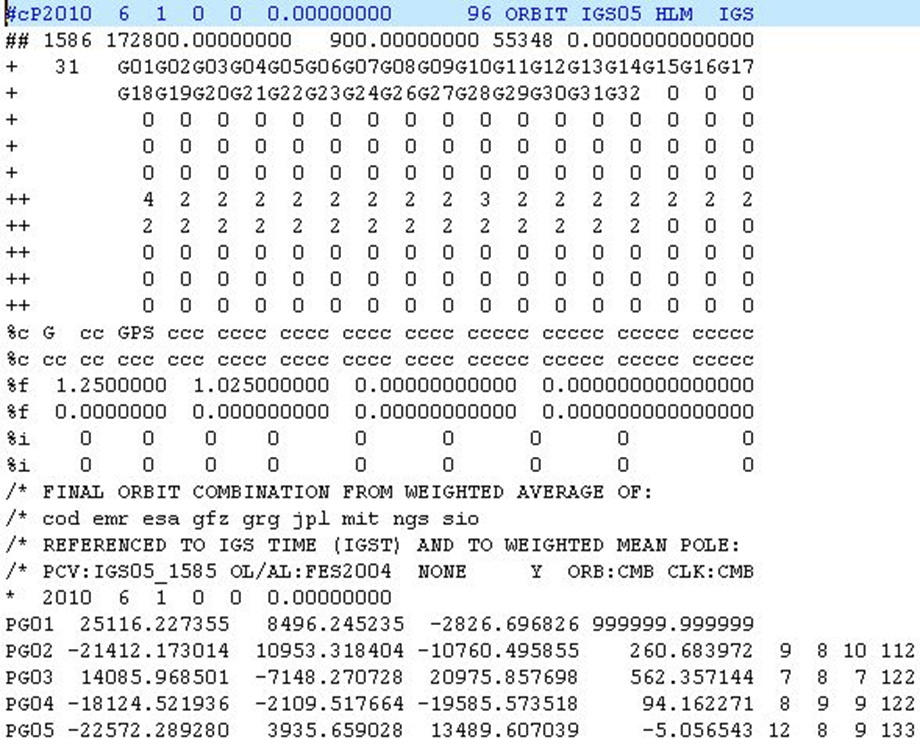 #cP2010  6  1  0  0  0.00000000      96 ORBIT IGS05 HLM  IGS
## 1586 172800.00000000   900.00000000 55348 0.0000000000000
+   31   G01G02G03G04G05G06G07G08G09G10G11G12G13G14G15G16G17
+        G18G19G20G21G22G23G24G26G27G28G29G30G31G32  0  0  0
+          0  0  0  0  0  0  0  0  0  0  0  0  0  0  0  0  0
+          0  0  0  0  0  0  0  0  0  0  0  0  0  0  0  0  0
+          0  0  0  0  0  0  0  0  0  0  0  0  0  0  0  0  0
++         4  2  2  2  2  2  2  2  2  3  2  2  2  2  2  2  2
++         2  2  2  2  2  2  2  2  2  2  2  2  2  2  0  0  0
++         0  0  0  0  0  0  0  0  0  0  0  0  0  0  0  0  0
++         0  0  0  0  0  0  0  0  0  0  0  0  0  0  0  0  0
++         0  0  0  0  0  0  0  0  0  0  0  0  0  0  0  0  0
%c G  cc GPS ccc cccc cccc cccc cccc ccccc ccccc ccccc ccccc
%c cc cc ccc ccc cccc cccc cccc cccc ccccc ccccc ccccc ccccc
%f  1.2500000  1.025000000  0.00000000000  0.000000000000000
%f  0.0000000  0.000000000  0.00000000000  0.000000000000000
%i    0    0    0    0      0      0      0      0         0
%i    0    0    0    0      0      0      0      0         0
/* FINAL ORBIT COMBINATION FROM WEIGHTED AVERAGE OF:
/* cod emr esa gfz grg jpl mit ngs sio
/* REFERENCED TO IGS TIME (IGST) AND TO WEIGHTED MEAN POLE:
/* PCV:IGS05_1585 OL/AL:FES2004  NONE     Y  ORB:CMB CLK:CMB
*  2010  6  1  0  0  0.00000000
PG01  25116.227355   8496.245235  -2826.696826 999999.999999
PG02 -21412.173014  10953.318404 -10760.495855    260.683972  9  8 10 112
PG03  14085.968501  -7148.270728  20975.857698    562.357144  7  8  7 122
PG04 -18124.521936  -2109.517664 -19585.573518     94.162271  8  9  9 122
PG05 -22572.289280   3935.659028  13489.607039     -5.056543 12  8  9 133